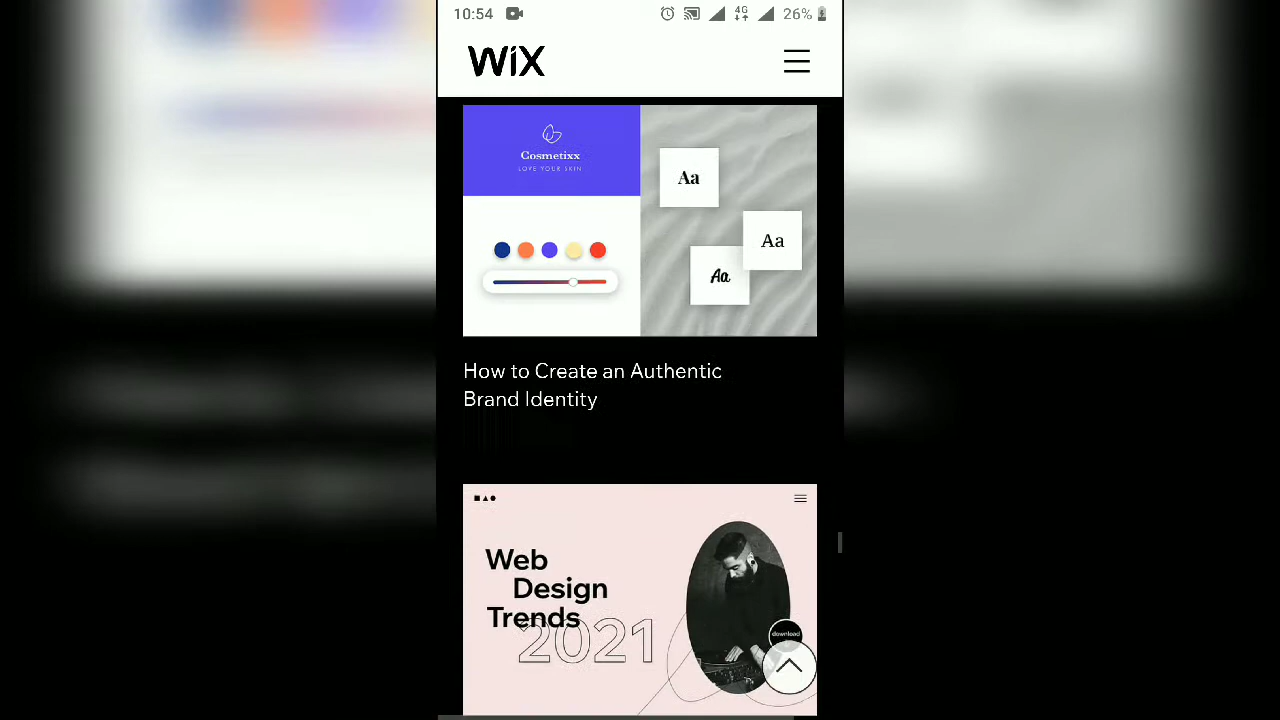 10:54
4G
26%
WiX
Cosmetixx
LOVE YOUR SKIN
Aa
Aa
Aa
How to Create an Authentic
Brand Identity
Web
Design
Trends
2021
download